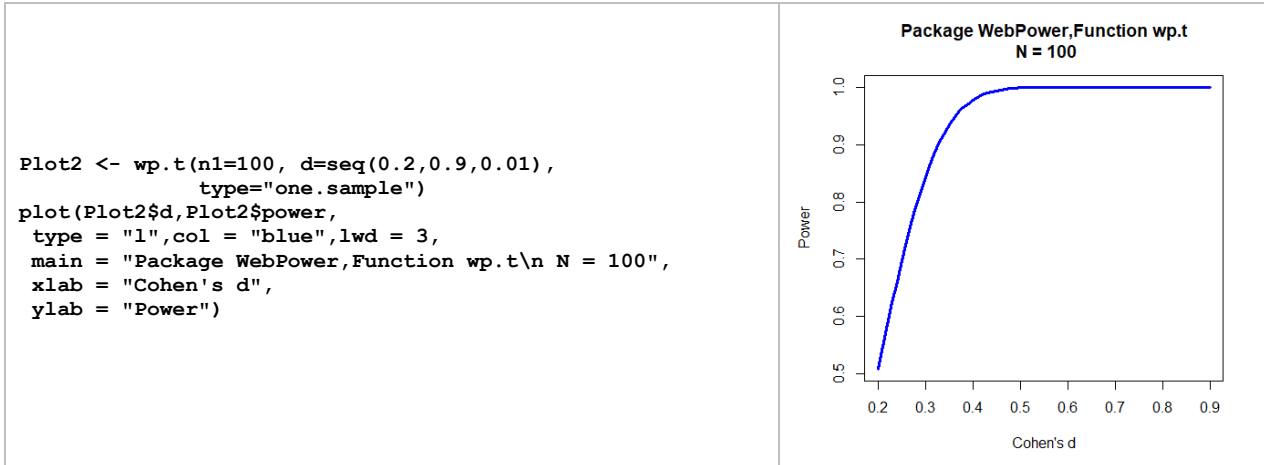 Plot2 <- wp.t(n1=100, d=seq(0.2,0.9,0.01),
type="one.sample")
plot(Plot2$d,Plot2$power,
type = "l",col = "blue",lwd = 3,
main = "Package WebPower,Function wp.t\n N = 100",
xlab = "Cohen's d",
ylab = "Power")
Package WebPower,Function wp.t
N = 100
Power
1.0
0.9
0.8
0.7
0.6
0.5
0.2 0.3 0.4 0.5 0.6 0.7 0.8 0.9
Cohen's d